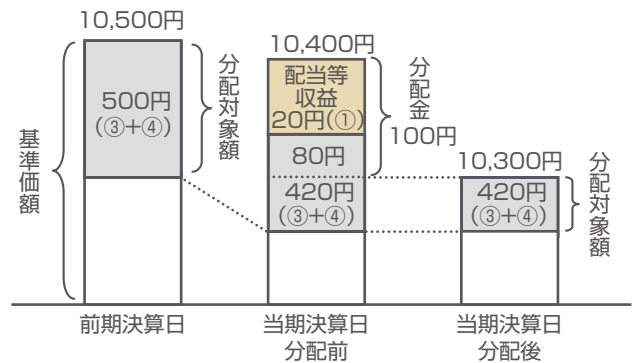 10,500円
500円
(③+④)
分配対象額
基準価額
10,400円
配当等
収益
20円(①)
80円
420円
(③+④)
分配金
100円
10,300円
420円
(③+④)
分配対象額
前期決算日
当期決算日
分配前
当期決算日
分配後